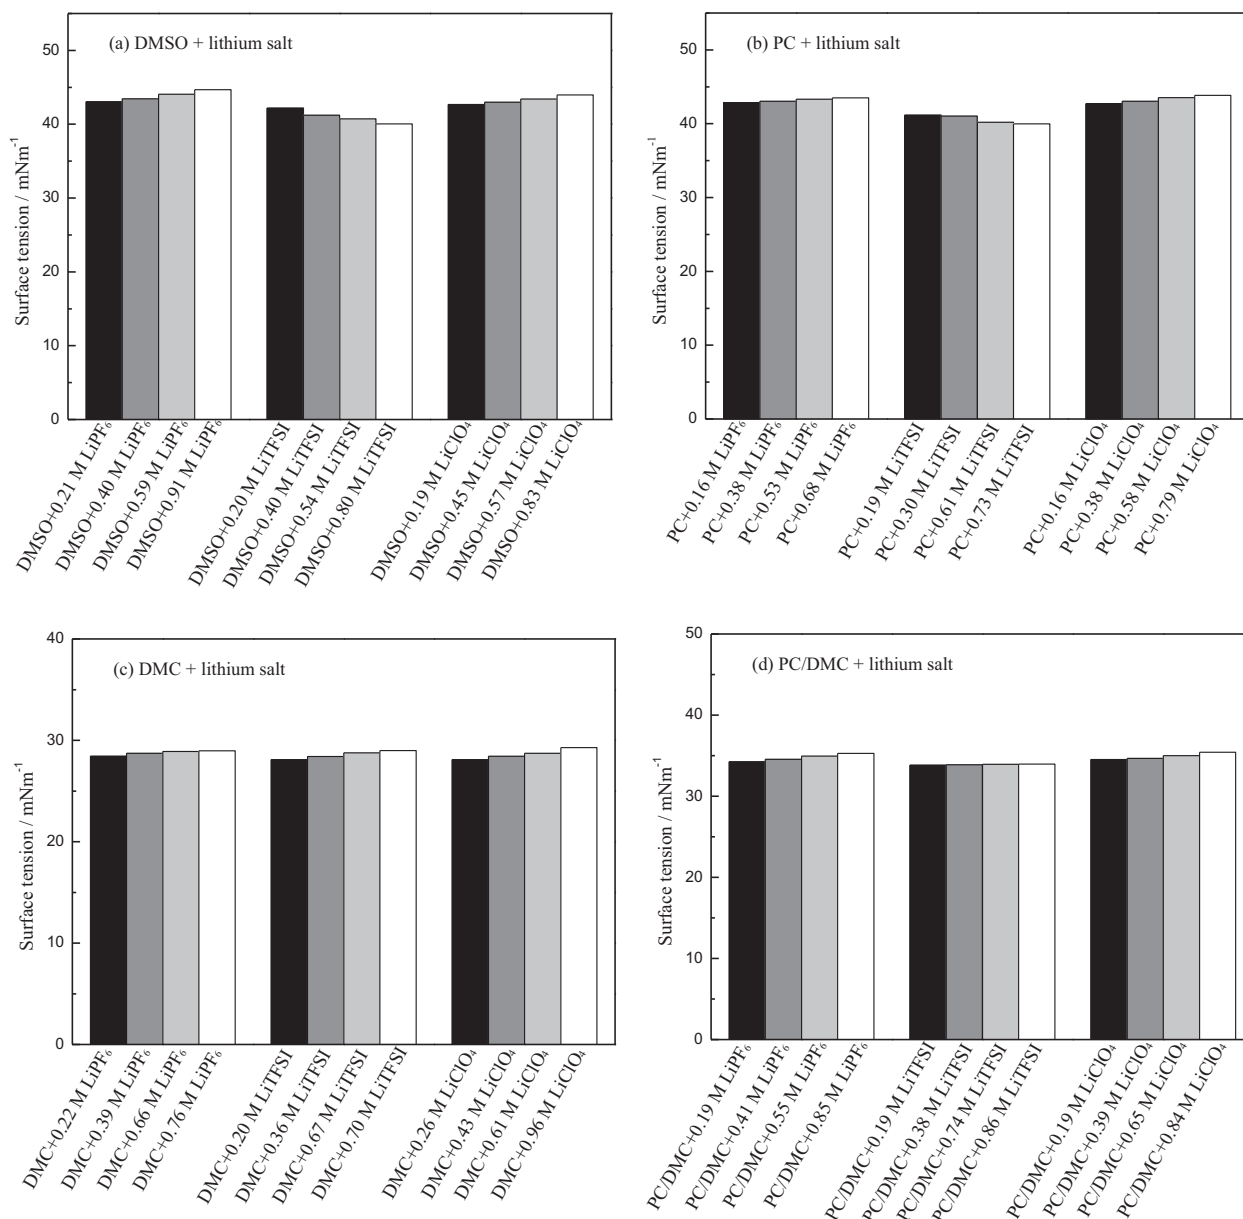 (a) DMSO + lithium salt
Surface tension / mNm⁻¹
50
40
30
20
10
0
DMSO+0.21 M LiPF₆
DMSO+0.40 M LiPF₆
DMSO+0.59 M LiPF₆
DMSO+0.91 M LiPF₆
DMSO+0.20 M LiTFSI
DMSO+0.40 M LiTFSI
DMSO+0.54 M LiTFSI
DMSO+0.80 M LiTFSI
DMSO+0.19 M LiClO₄
DMSO+0.45 M LiClO₄
DMSO+0.57 M LiClO₄
DMSO+0.83 M LiClO₄
(b) PC + lithium salt
Surface tension / mNm⁻¹
50
40
30
20
10
0
PC+0.16 M LiPF₆
PC+0.38 M LiPF₆
PC+0.53 M LiPF₆
PC+0.68 M LiPF₆
PC+0.19 M LiTFSI
PC+0.30 M LiTFSI
PC+0.61 M LiTFSI
PC+0.73 M LiTFSI
PC+0.16 M LiClO₄
PC+0.38 M LiClO₄
PC+0.58 M LiClO₄
PC+0.79 M LiClO₄
(c) DMC + lithium salt
Surface tension / mNm⁻¹
40
30
20
10
0
DMC+0.22 M LiPF₆
DMC+0.39 M LiPF₆
DMC+0.66 M LiPF₆
DMC+0.76 M LiPF₆
DMC+0.20 M LiTFSI
DMC+0.36 M LiTFSI
DMC+0.67 M LiTFSI
DMC+0.70 M LiTFSI
DMC+0.26 M LiClO₄
DMC+0.43 M LiClO₄
DMC+0.61 M LiClO₄
DMC+0.96 M LiClO₄
(d) PC/DMC + lithium salt
Surface tension / mNm⁻¹
50
40
30
20
10
0
PC/DMC+0.19 M LiPF₆
PC/DMC+0.41 M LiPF₆
PC/DMC+0.55 M LiPF₆
PC/DMC+0.85 M LiPF₆
PC/DMC+0.19 M LiTFSI
PC/DMC+0.38 M LiTFSI
PC/DMC+0.74 M LiTFSI
PC/DMC+0.86 M LiTFSI
PC/DMC+0.19 M LiClO₄
PC/DMC+0.39 M LiClO₄
PC/DMC+0.65 M LiClO₄
PC/DMC+0.84 M LiClO₄